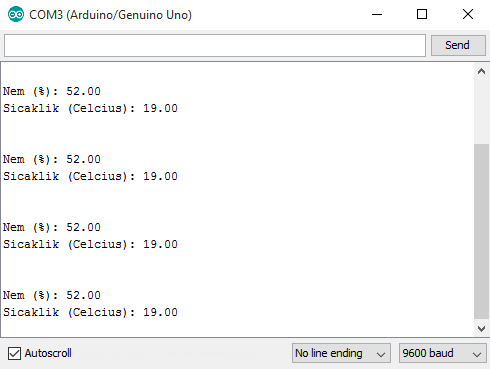 COM3 (Arduino/Genuino Uno)
Send
Nem (%): 52.00
Sicaklik (Celcius): 19.00
Nem (%): 52.00
Sicaklik (Celcius): 19.00
Nem (%): 52.00
Sicaklik (Celcius): 19.00
Nem (%): 52.00
Sicaklik (Celcius): 19.00
Autoscroll
No line ending
9600 baud